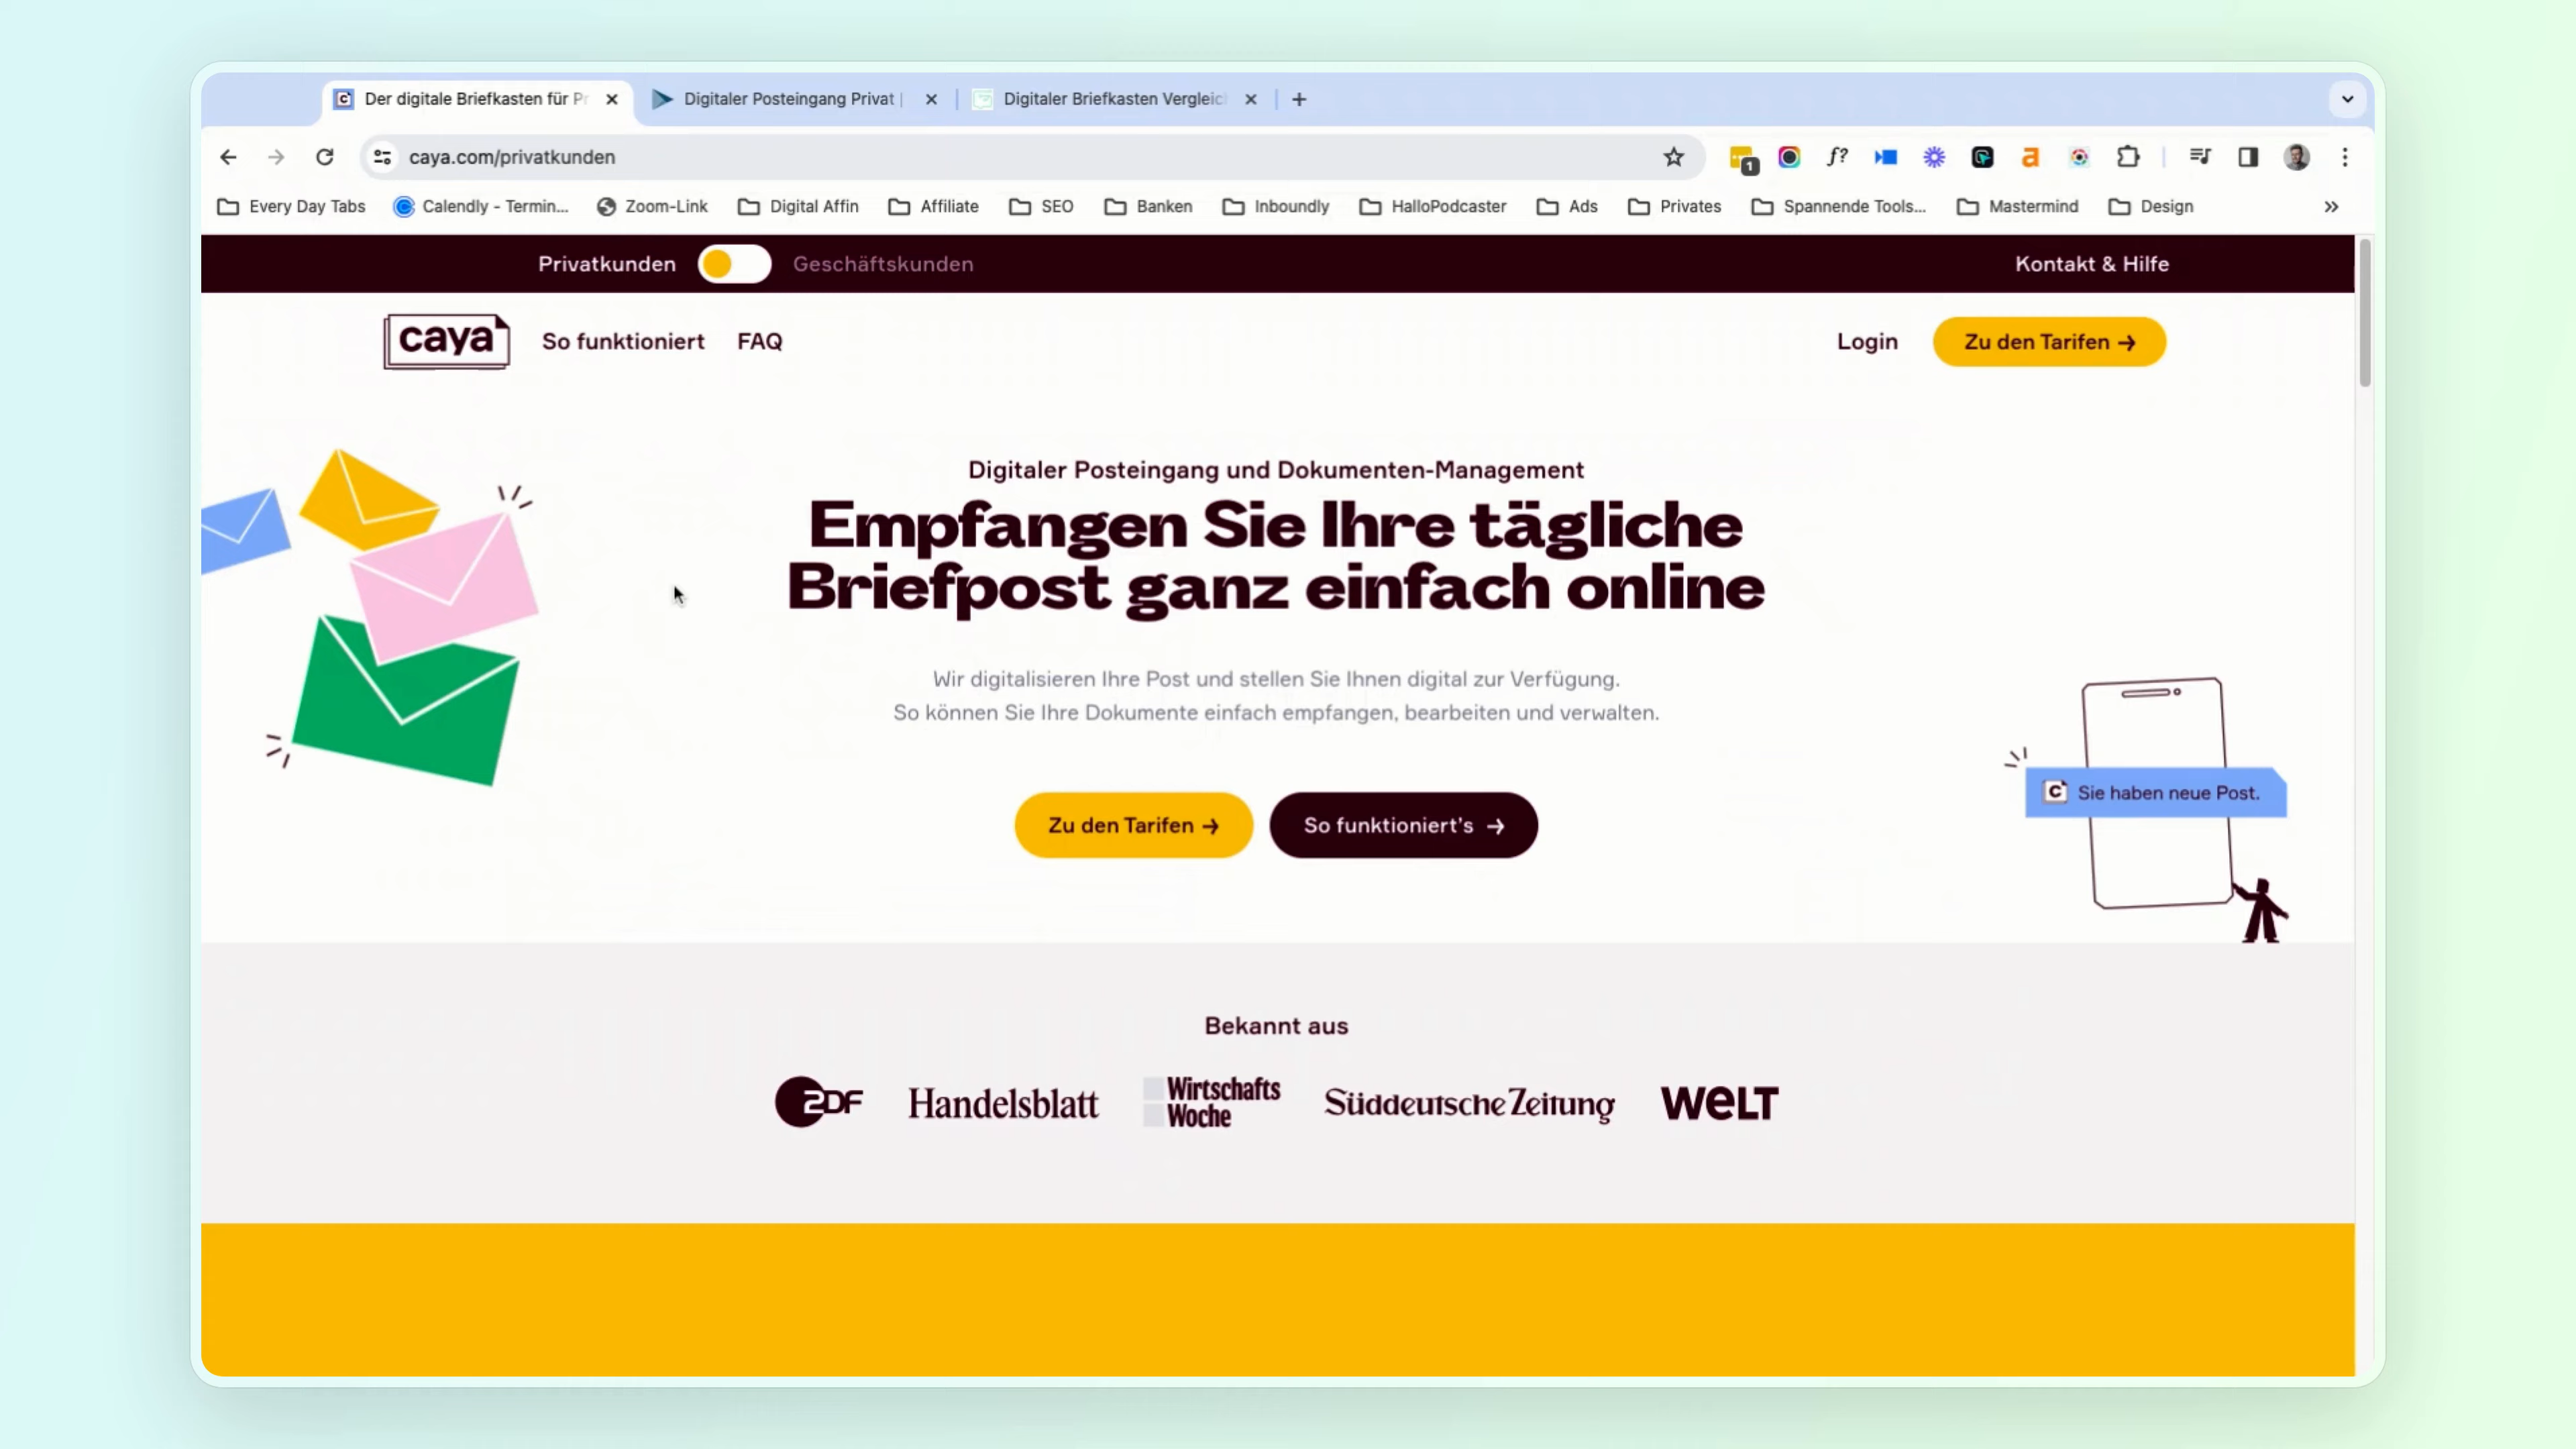 Der digitale Briefkasten für Pr
Digitaler Posteingang Privat |
Digitaler Briefkasten Vergleic
caya.com/privatkunden
1
f?
a
Every Day Tabs
Calendly - Termin...
Zoom-Link
Digital Affin
Affiliate
SEO
Banken
Inboundly
HalloPodcaster
Ads
Privates
Spannende Tools...
Mastermind
Design
Privatkunden
Geschäftskunden
Kontakt & Hilfe
caya
So funktioniert
FAQ
Login
Zu den Tarifen →
Digitaler Posteingang und Dokumenten-Management
Empfangen Sie Ihre tägliche
Briefpost ganz einfach online
Wir digitalisieren Ihre Post und stellen Sie Ihnen digital zur Verfügung.
So können Sie Ihre Dokumente einfach empfangen, bearbeiten und verwalten.
Zu den Tarifen →
So funktioniert's →
C Sie haben neue Post.
Bekannt aus
ZDF
Handelsblatt
Wirtschafts
Woche
Süddeutsche Zeitung
WELT